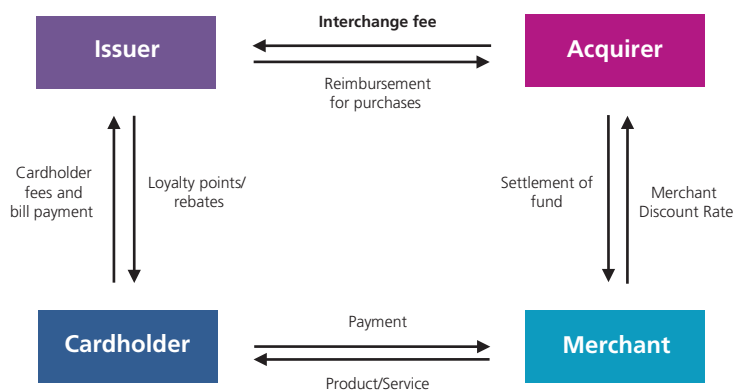 Interchange fee
Issuer
Acquirer
Reimbursement
for purchases
Cardholder
fees and
bill payment
Loyalty points/
rebates
Settlement of
fund
Merchant
Discount Rate
Payment
Cardholder
Merchant
Product/Service